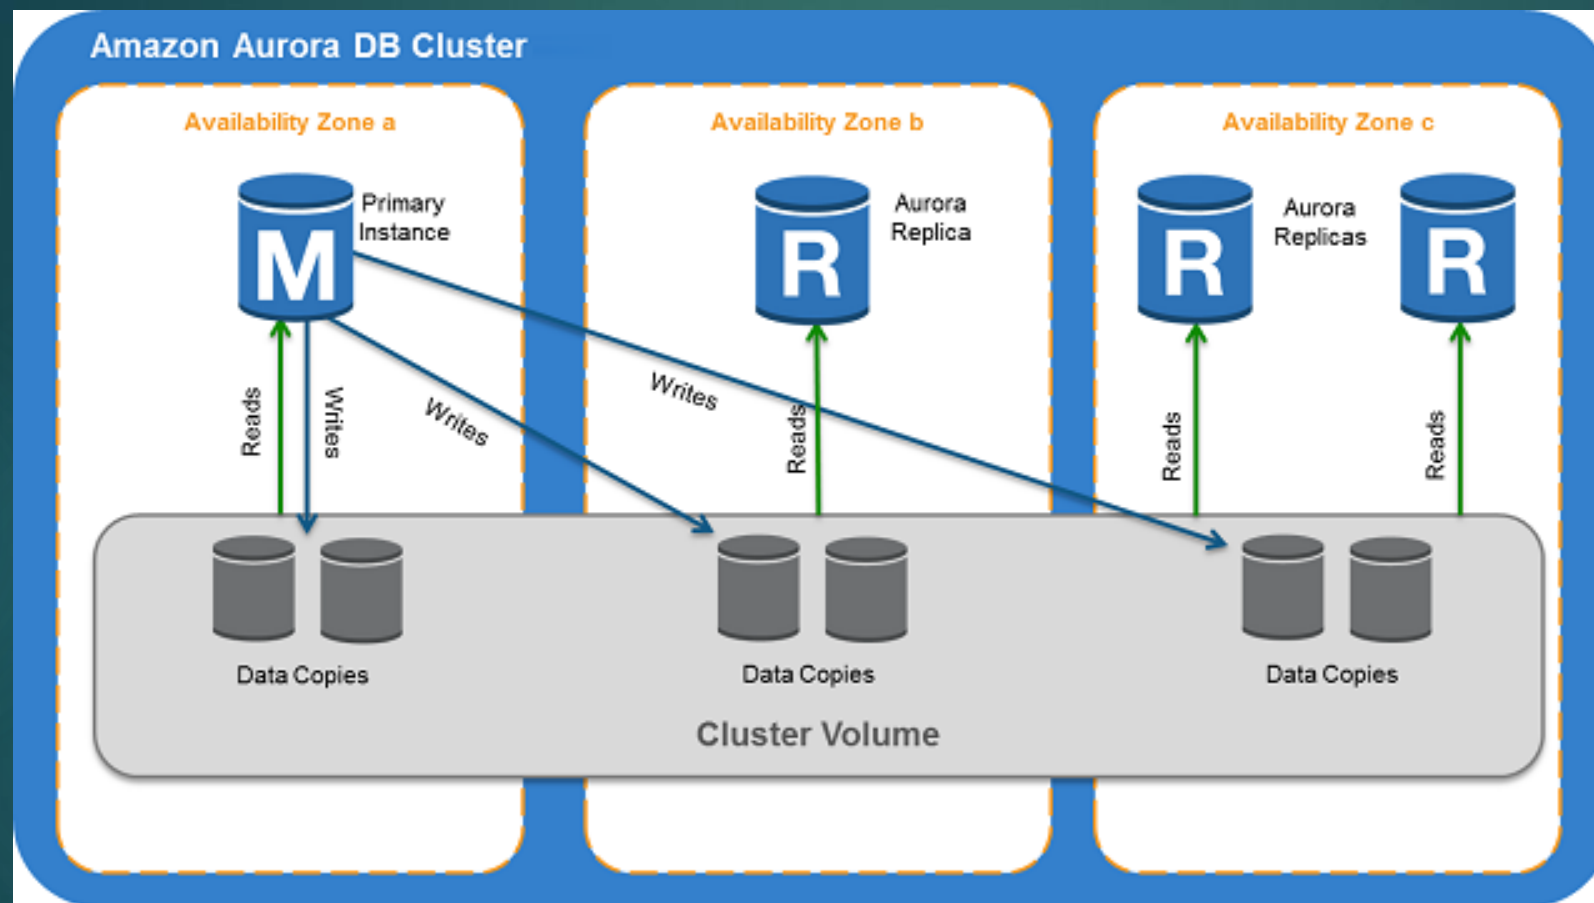 Amazon Aurora DB Cluster
Availability Zone a
Availability Zone b
Availability Zone c
M
Primary
Instance
R
Aurora
Replica
R
Aurora
Replicas
R
Reads
Writes
Writes
Writes
Reads
Reads
Reads
Data Copies
Data Copies
Data Copies
Cluster Volume